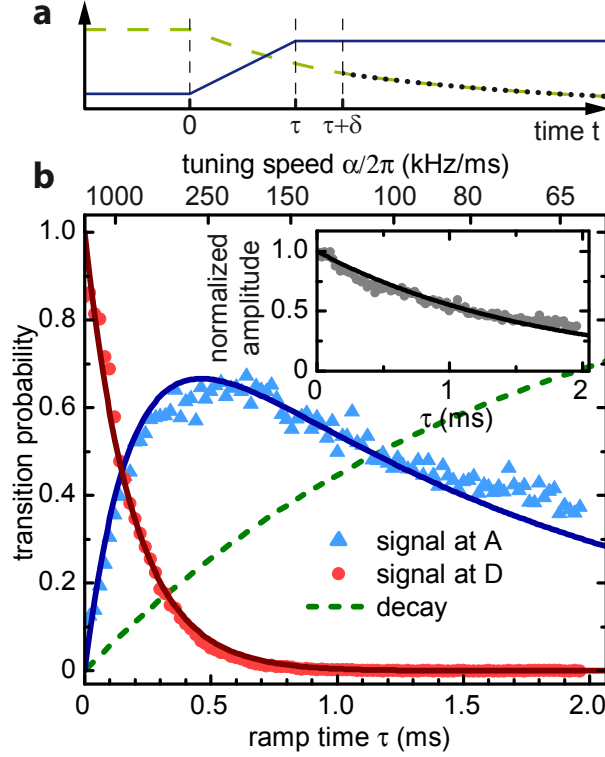 a
0
τ
τ+δ
time t
b
tuning speed α/2π (kHz/ms)
1000 250 150 100 80 65
transition probability
1.0
0.8
0.6
0.4
0.2
0
normalized
amplitude
1.0
0.5
0
0 1 2
τ (ms)
signal at A
signal at D
decay
0 0.5 1.0 1.5 2.0
ramp time τ (ms)